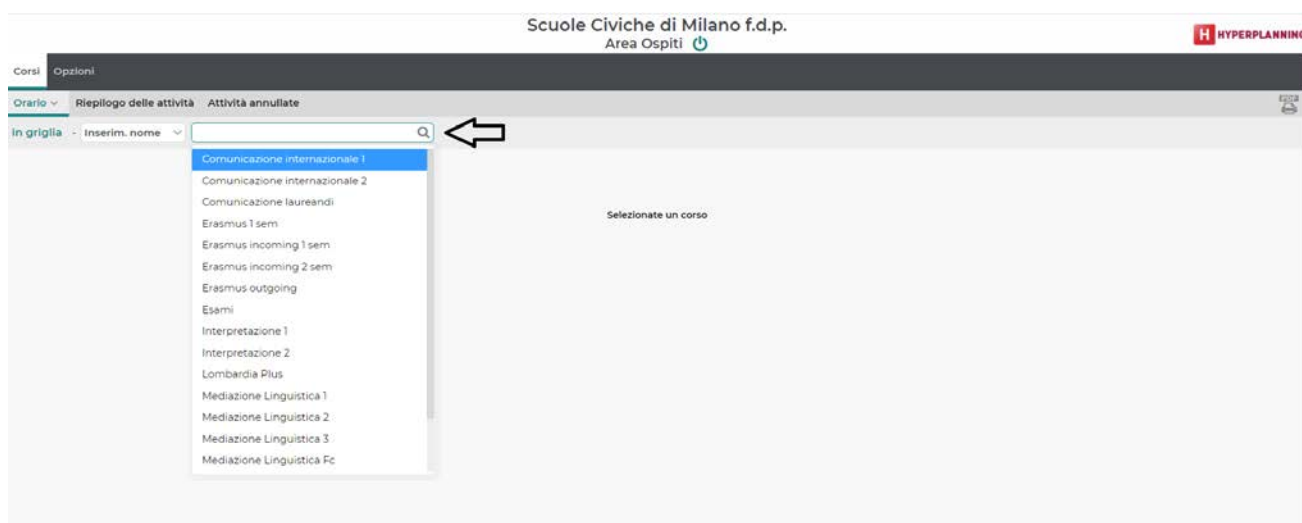 Scuole Civiche di Milano f.d.p.
Area Ospiti
H HYPERPLANNING
Corsi Opzioni
Orario Riepilogo delle attività Attività annullate
In griglia - Inserim. nome
Comunicazione internazionale 1
Comunicazione internazionale 2
Comunicazione laureandi
Erasmus 1 sem
Erasmus incoming 1 sem
Erasmus incoming 2 sem
Erasmus outgoing
Esami
Interpretazione 1
Interpretazione 2
Lombardia Plus
Mediazione Linguistica 1
Mediazione Linguistica 2
Mediazione Linguistica 3
Mediazione Linguistica Fc
Selezionate un corso